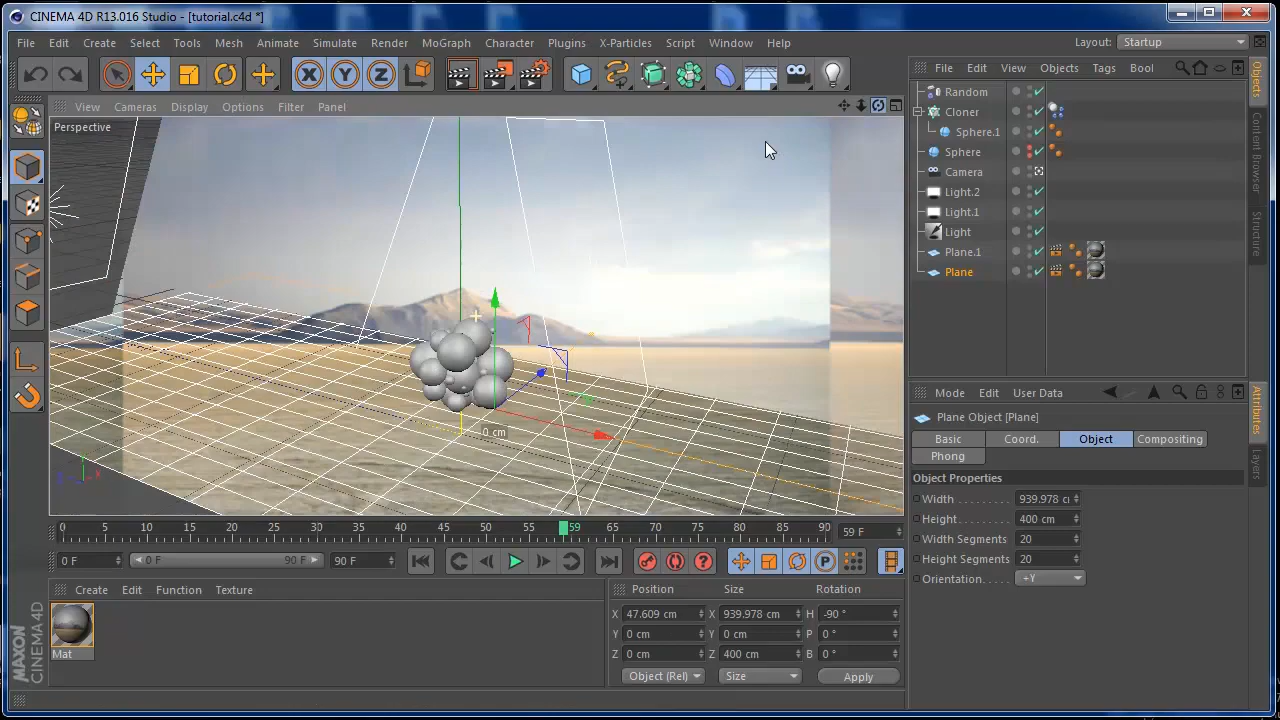 CINEMA 4D R13.016 Studio - [tutorial.c4d *]
File Edit Create Select Tools Mesh Animate Simulate Render MoGraph Character Plugins X-Particles Script Window Help Layout: Startup
X Y Z
File Edit View Objects Tags Bool
View Cameras Display Options Filter Panel
Perspective
0 cm
Y
X
Z
Random
Cloner
Sphere.1
Sphere
Camera
Light.2
Light.1
Light
Plane.1
Plane
Objects
Content Browser
Structure
Mode Edit User Data
Plane Object [Plane]
Basic Coord. Object Compositing
Phong
Object Properties
Width 939.978 c
Height 400 cm
Width Segments 20
Height Segments 20
Orientation +Y
Attributes
Layers
0 5 10 15 20 25 30 35 40 45 50 55 59 65 70 75 80 85 90 59 F
0 F 0 F 90 F 90 F
P
Create Edit Function Texture
Mat
MAXON
CINEMA 4D
Position Size Rotation
X 47.609 cm X 939.978 cm H -90 °
Y 0 cm Y 0 cm P 0 °
Z 0 cm Z 400 cm B 0 °
Object (Rel) Size Apply